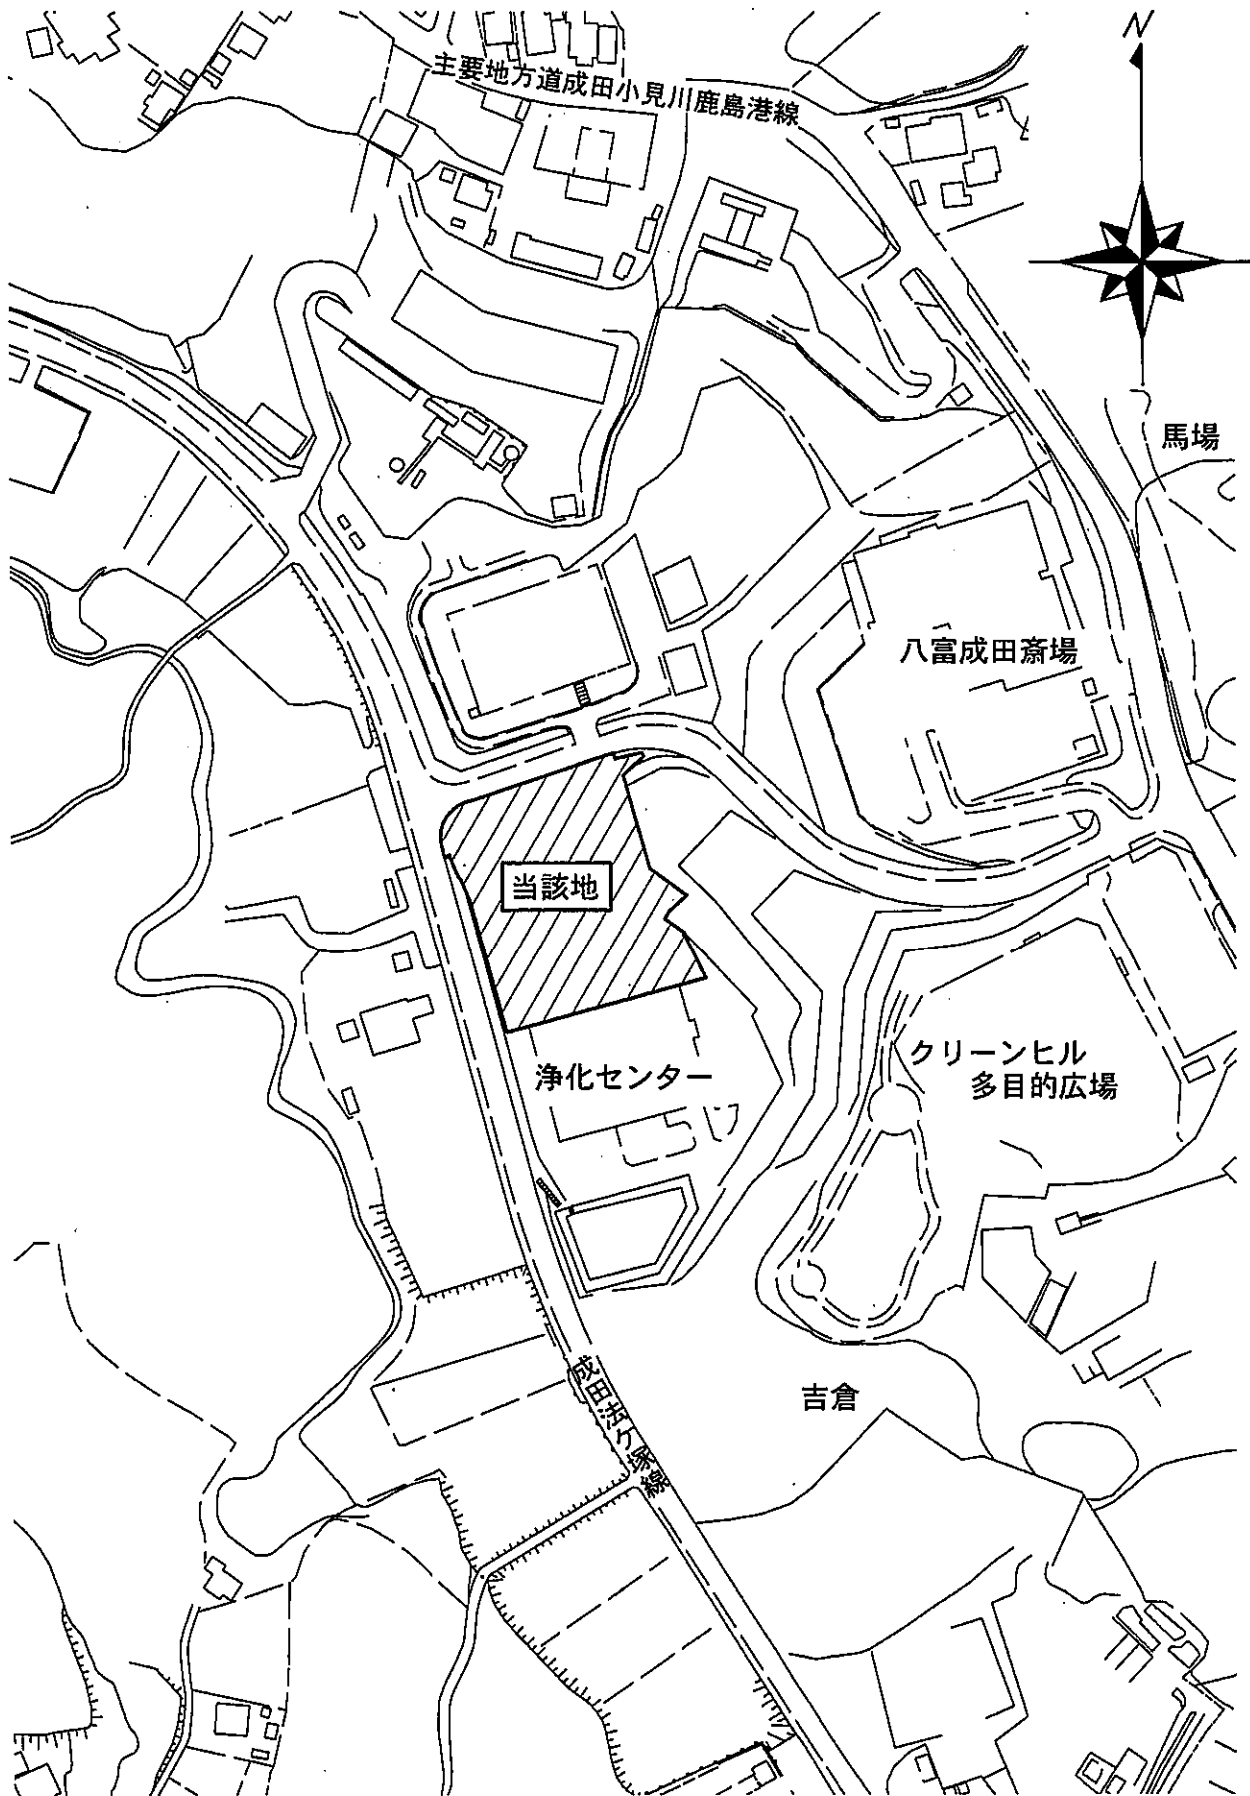 N
主要地方道成田小見川鹿島港線
馬場
八富成田斎場
当該地
クリーンヒル
多目的広場
浄化センター
吉倉
成田法ケ塚線